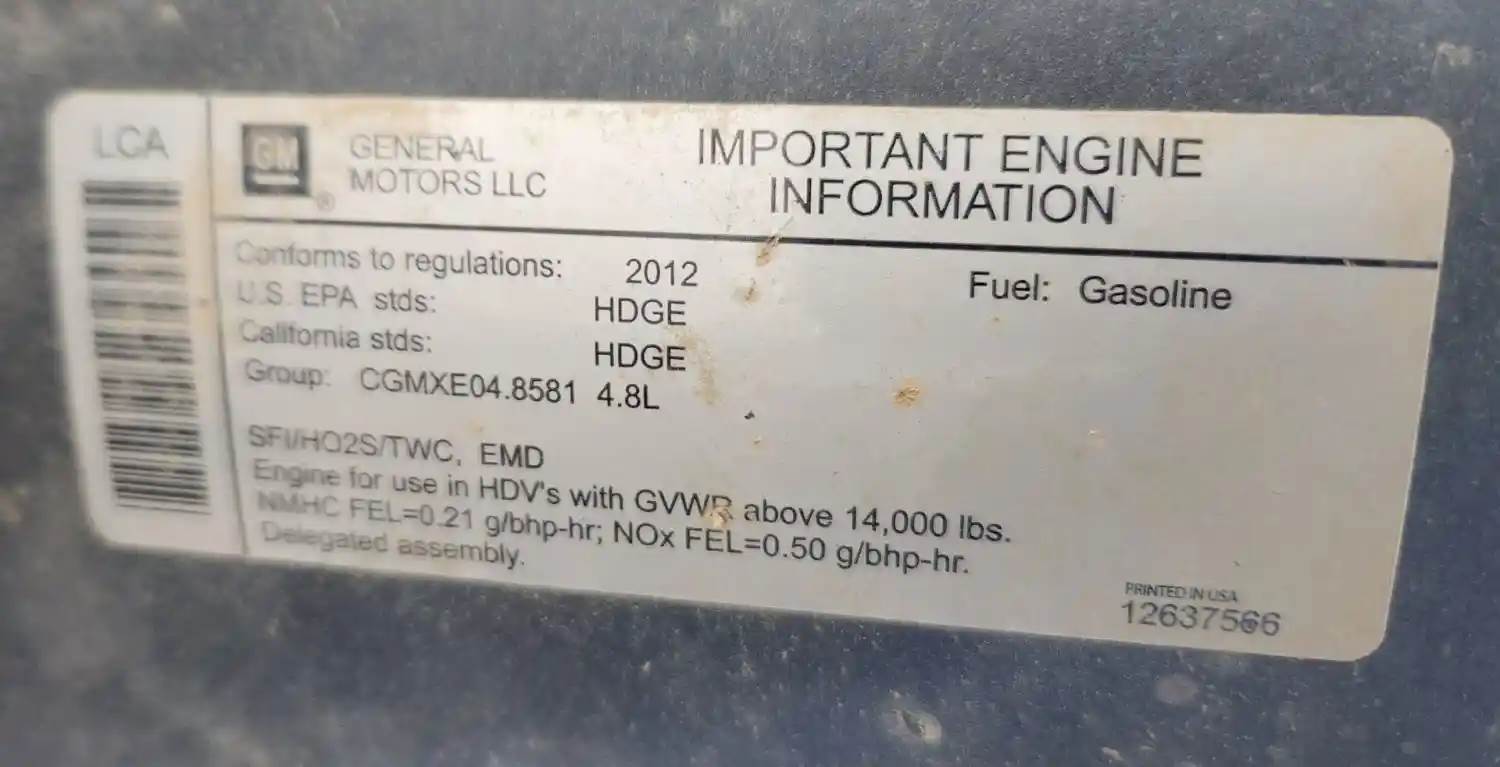 LCA
GM
®
GENERAL
MOTORS LLC
IMPORTANT ENGINE
INFORMATION
Conforms to regulations: 2012
Fuel: Gasoline
U.S. EPA stds: HDGE
California stds: HDGE
Group: CGMXE04.8581 4.8L
SFI/HO2S/TWC, EMD
Engine for use in HDV's with GVWR above 14,000 lbs.
NMHC FEL=0.21 g/bhp-hr; NOx FEL=0.50 g/bhp-hr.
Delegated assembly.
PRINTED IN USA
12637566